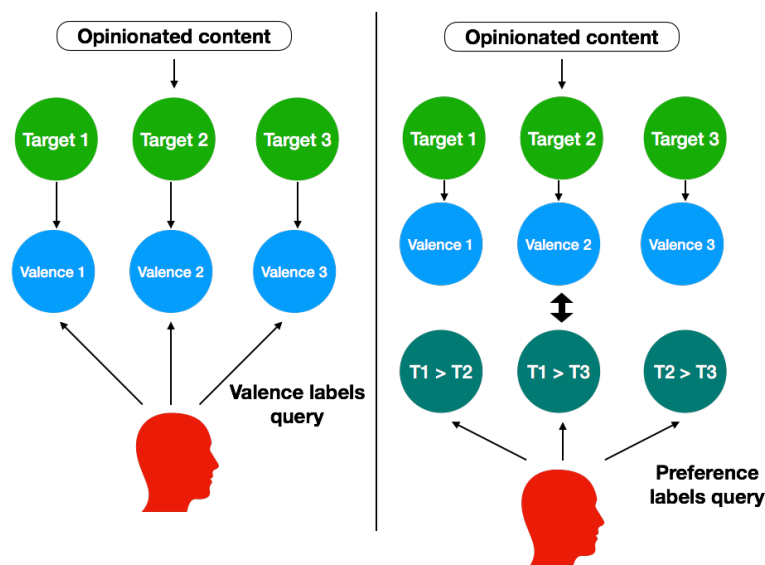 Opinionated content
Target 1
Target 2
Target 3
Valence 1
Valence 2
Valence 3
Valence labels
query
Opinionated content
Target 1
Target 2
Target 3
Valence 1
Valence 2
Valence 3
T1 > T2
T1 > T3
T2 > T3
Preference
labels query